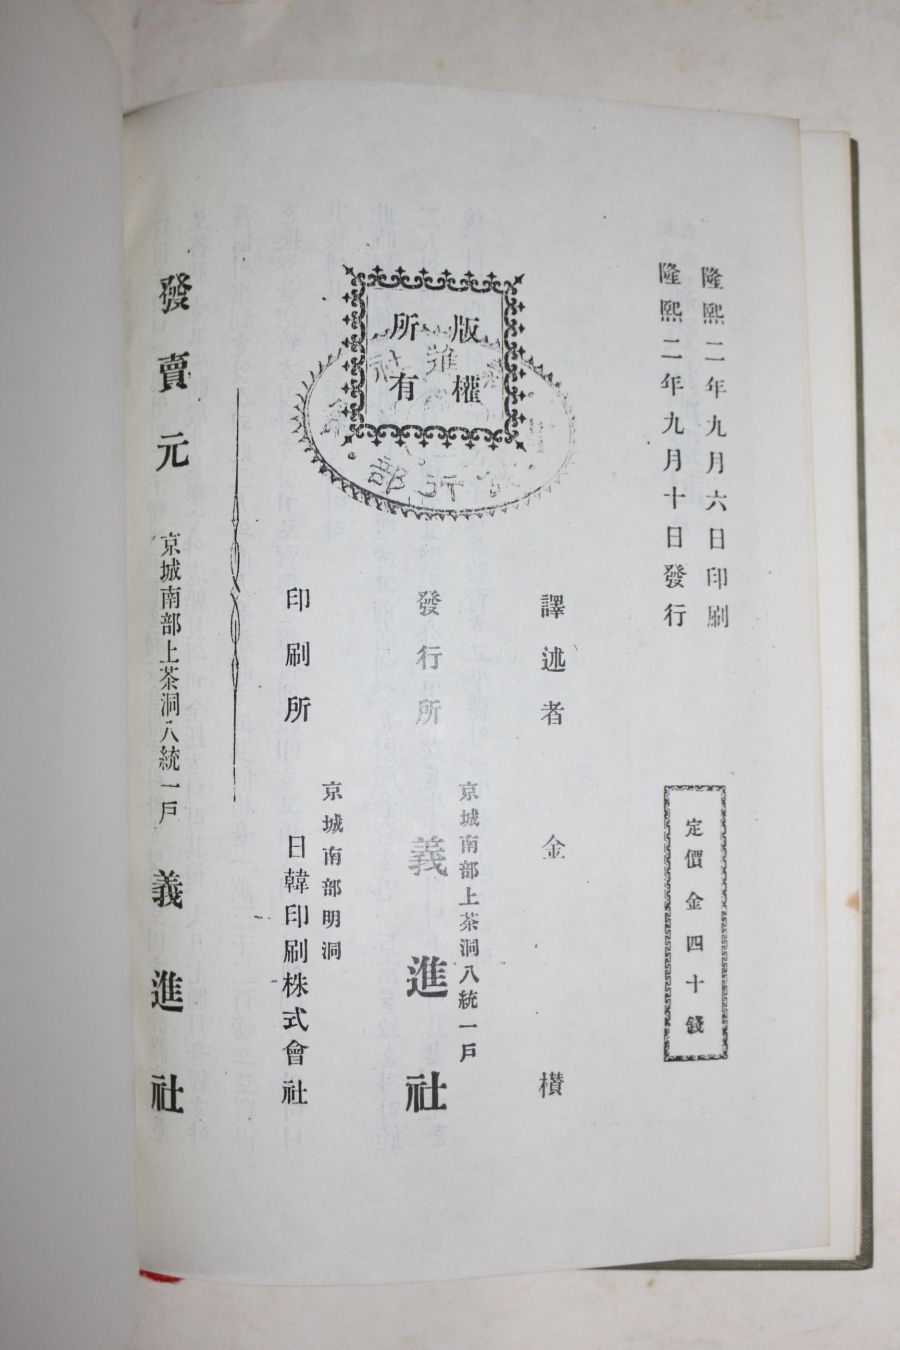 隆熙二年九月六日印刷
隆熙二年九月十日發行
定價金四十錢
譯述者 金 欑
版權
所有
發行部
京城南部上茶洞八統一戶
發行所 義進社
京城南部明洞
印刷所 日韓印刷株式會社
發賣元 京城南部上茶洞八統一戶 義進社